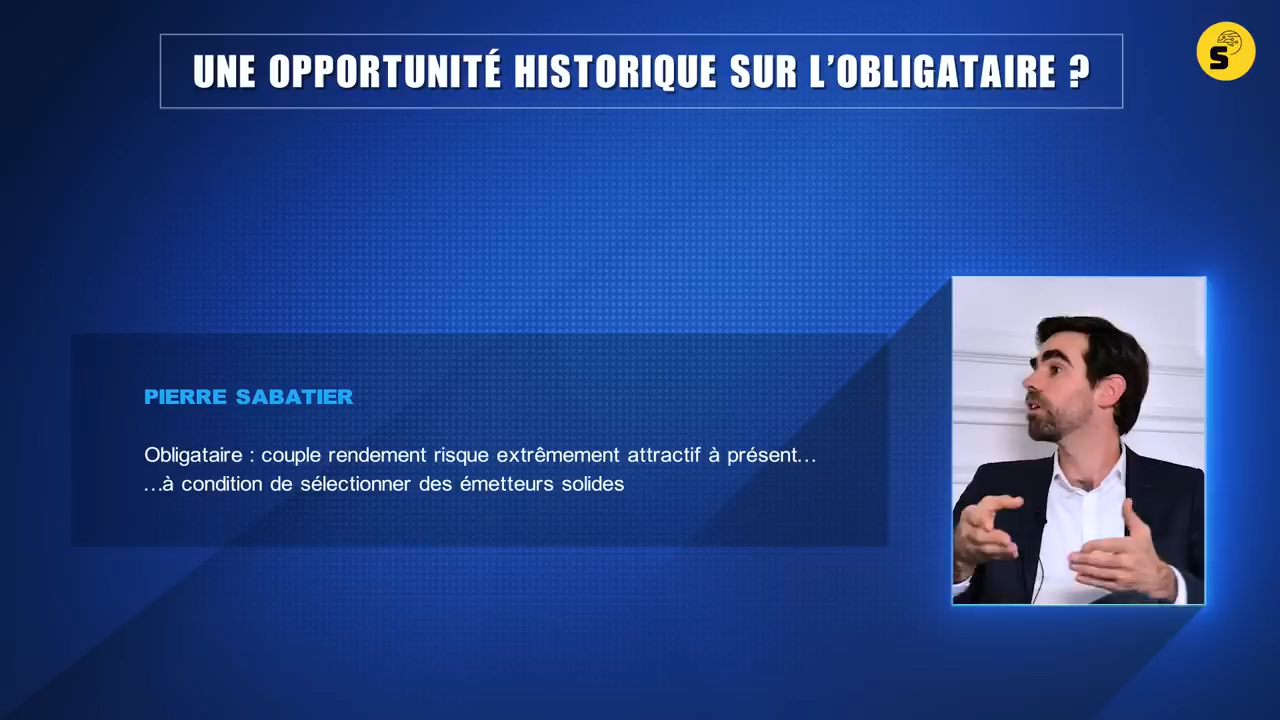 UNE OPPORTUNITÉ HISTORIQUE SUR L'OBLIGATAIRE ?
S
PIERRE SABATIER
Obligataire : couple rendement risque extrêmement attractif à présent…
…à condition de sélectionner des émetteurs solides